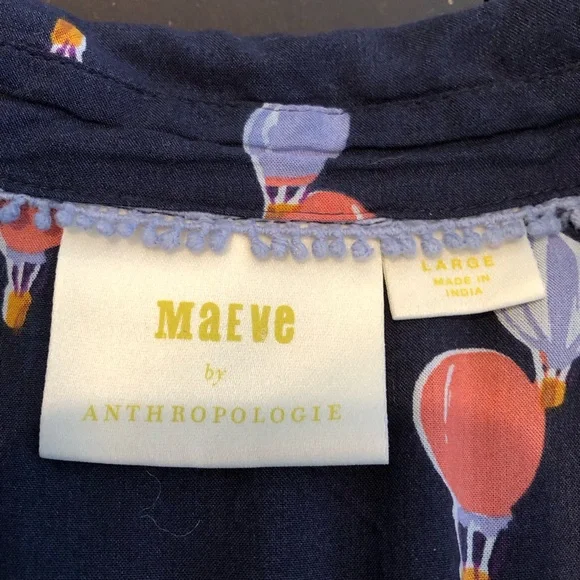 MaEVe
by
ANTHROPOLOGIE
LARGE
MADE IN
INDIA